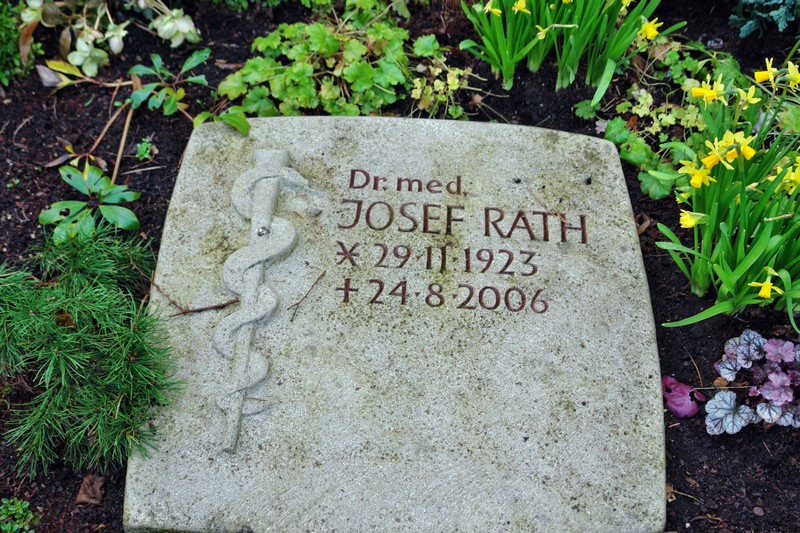 Dr. med.
JOSEF RATH
* 29·11·1923
+ 24·8·2006